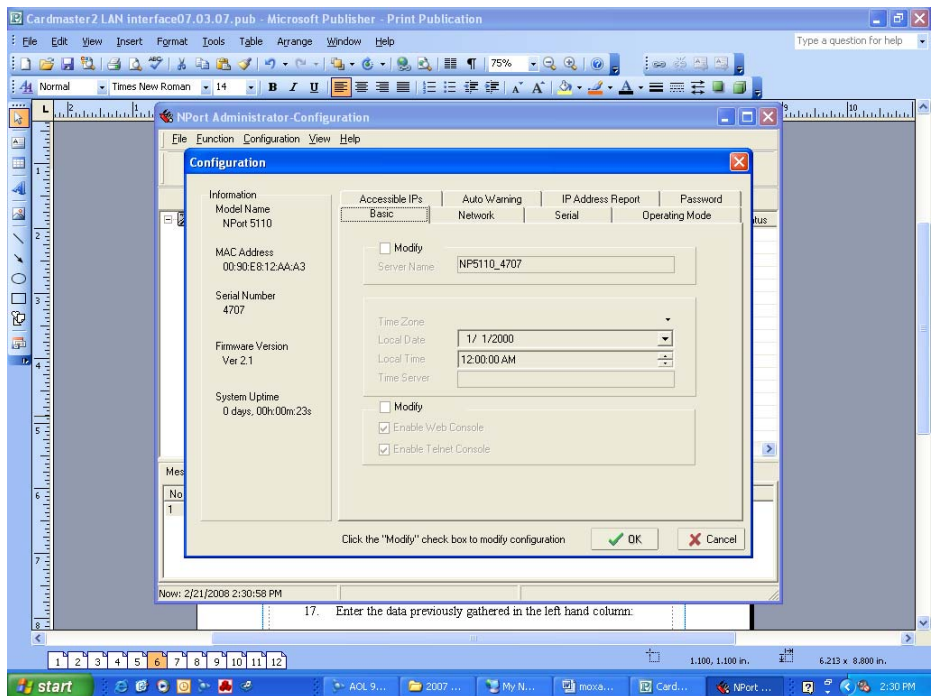 Cardmaster2 LAN interface07.03.07.pub - Microsoft Publisher - Print Publication
File Edit View Insert Format Tools Table Arrange Window Help
Type a question for help
75%
Normal Times New Roman 14 B I U
NPort Administrator-Configuration
File Function Configuration View Help
Configuration
Information
Model Name
NPort 5110
MAC Address
00:90:E8:12:AA:A3
Serial Number
4707
Firmware Version
Ver 2.1
System Uptime
0 days, 00h:00m:23s
Accessible IPs Auto Warning IP Address Report Password
Basic Network Serial Operating Mode
Modify
Server Name NP5110_4707
Time Zone
Local Date 1/ 1/2000
Local Time 12:00:00 AM
Time Server
Modify
Enable Web Console
Enable Telnet Console
Click the "Modify" check box to modify configuration
OK Cancel
Mes
No
1
Now: 2/21/2008 2:30:58 PM
17. Enter the data previously gathered in the left hand column:
1 2 3 4 5 6 7 8 9 10 11 12
1.100, 1.100 in. 6.213 x 8.800 in.
start AOL 9... 2007 ... My N... moxa... Card... NPort ... 2:30 PM